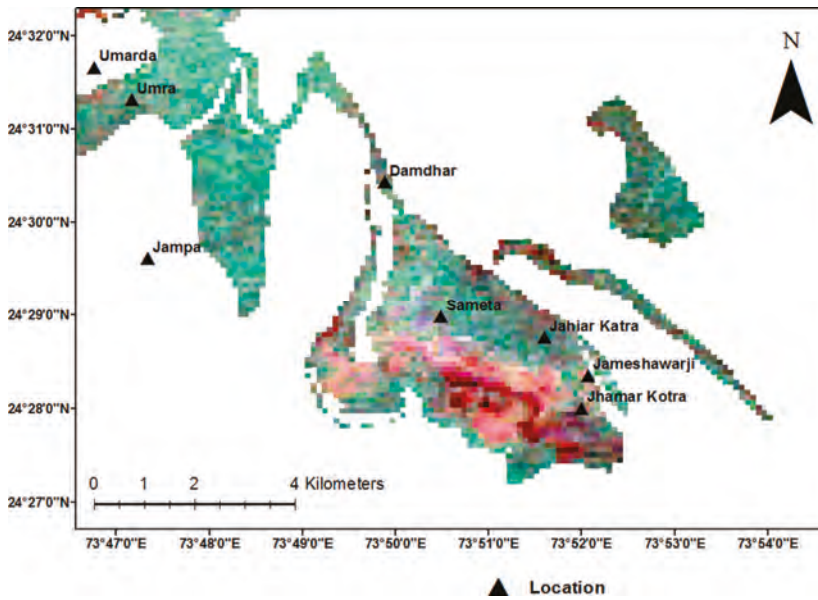 24°32'0"N
24°31'0"N
24°30'0"N
24°29'0"N
24°28'0"N
24°27'0"N
N
Umarda
Umra
Damdhar
Jampa
Sameta
Jahiar Katra
Jameshawarji
Jhamar Kotra
0 1 2 4 Kilometers
73°47'0"E 73°48'0"E 73°49'0"E 73°50'0"E 73°51'0"E 73°52'0"E 73°53'0"E 73°54'0"E
Location